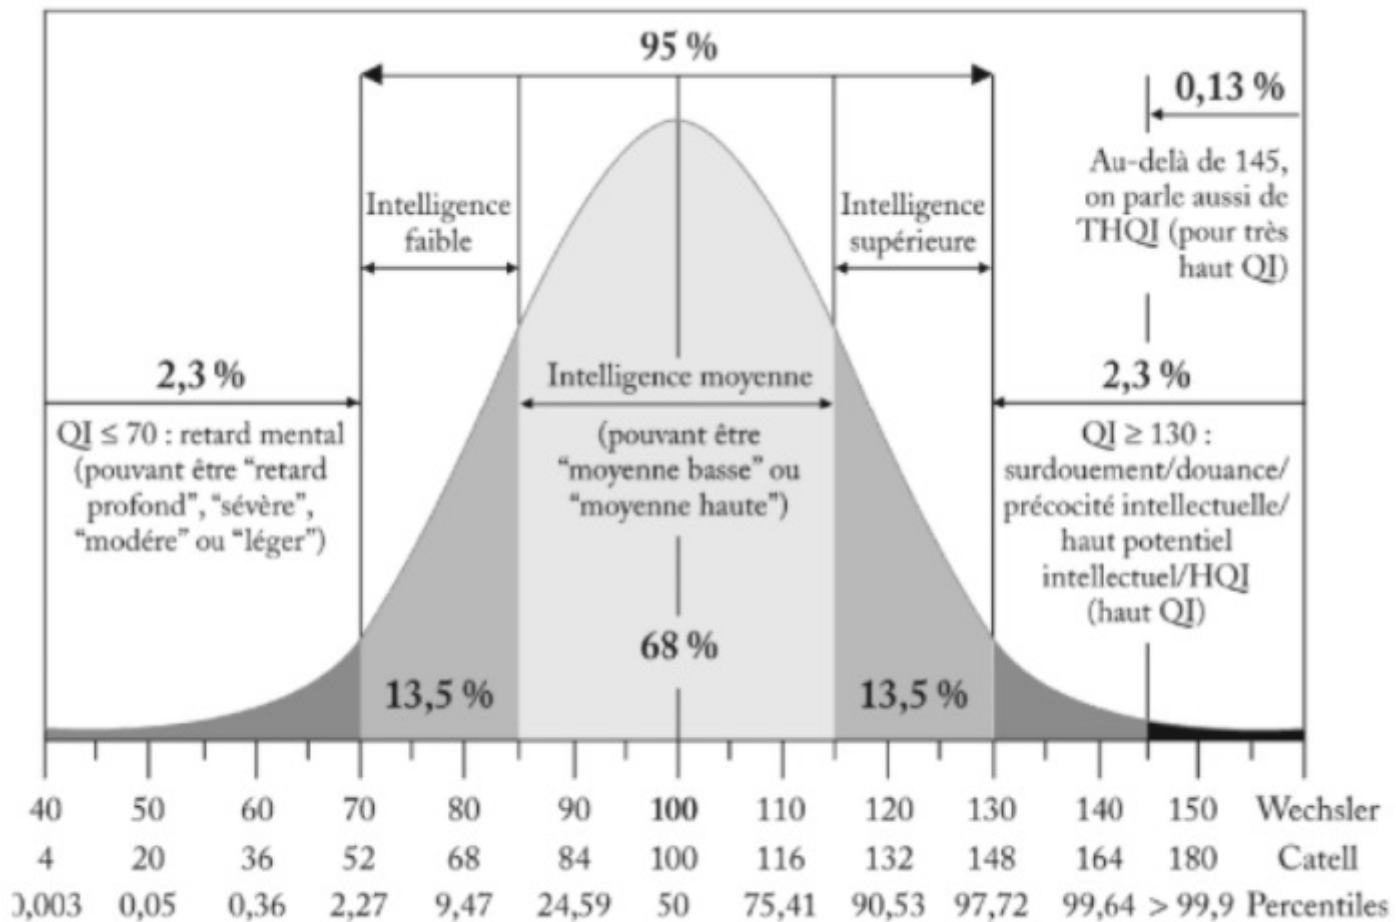 95 %
0,13 %
Au-delà de 145,
on parle aussi de
THQI (pour très
haut QI)
Intelligence
faible
Intelligence
supérieure
2,3 %
QI ≤ 70 : retard mental
(pouvant être “retard
profond”, “sévère”,
“modére” ou “léger”)
Intelligence moyenne
(pouvant être
“moyenne basse” ou
“moyenne haute”)
2,3 %
QI ≥ 130 :
surdouement/douance/
précocité intellectuelle/
haut potentiel
intellectuel/HQI
(haut QI)
68 %
13,5 %
13,5 %
40 50 60 70 80 90 100 110 120 130 140 150 Wechsler
4 20 36 52 68 84 100 116 132 148 164 180 Catell
0,003 0,05 0,36 2,27 9,47 24,59 50 75,41 90,53 97,72 99,64 > 99,9 Percentiles